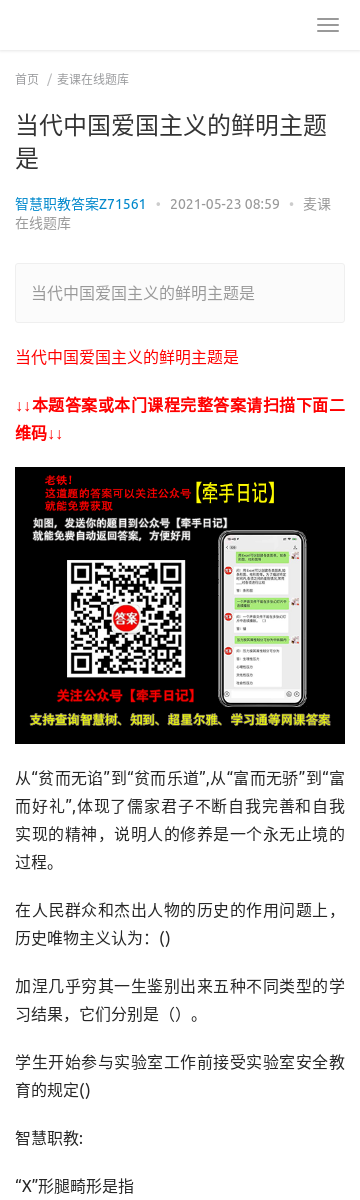 首页 / 麦课在线题库
当代中国爱国主义的鲜明主题
是
智慧职教答案Z71561 • 2021-05-23 08:59 • 麦课
在线题库
当代中国爱国主义的鲜明主题是
当代中国爱国主义的鲜明主题是
↓↓本题答案或本门课程完整答案请扫描下面二
维码↓↓
老铁！
这道题的答案可以关注公众号【牵手日记】
就能免费获取
如图，发送你的题目到公众号【牵手日记】
就能免费自动返回答案，方便好用
答案
关注公众号【牵手日记】
支持查询智慧树、知到、超星尔雅、学习通等网课答案
从“贫而无谄”到“贫而乐道”,从“富而无骄”到“富
而好礼”,体现了儒家君子不断自我完善和自我
实现的精神，说明人的修养是一个永无止境的
过程。
在人民群众和杰出人物的历史的作用问题上，
历史唯物主义认为：()
加涅几乎穷其一生鉴别出来五种不同类型的学
习结果，它们分别是（）。
学生开始参与实验室工作前接受实验室安全教
育的规定()
智慧职教:
“X”形腿畸形是指